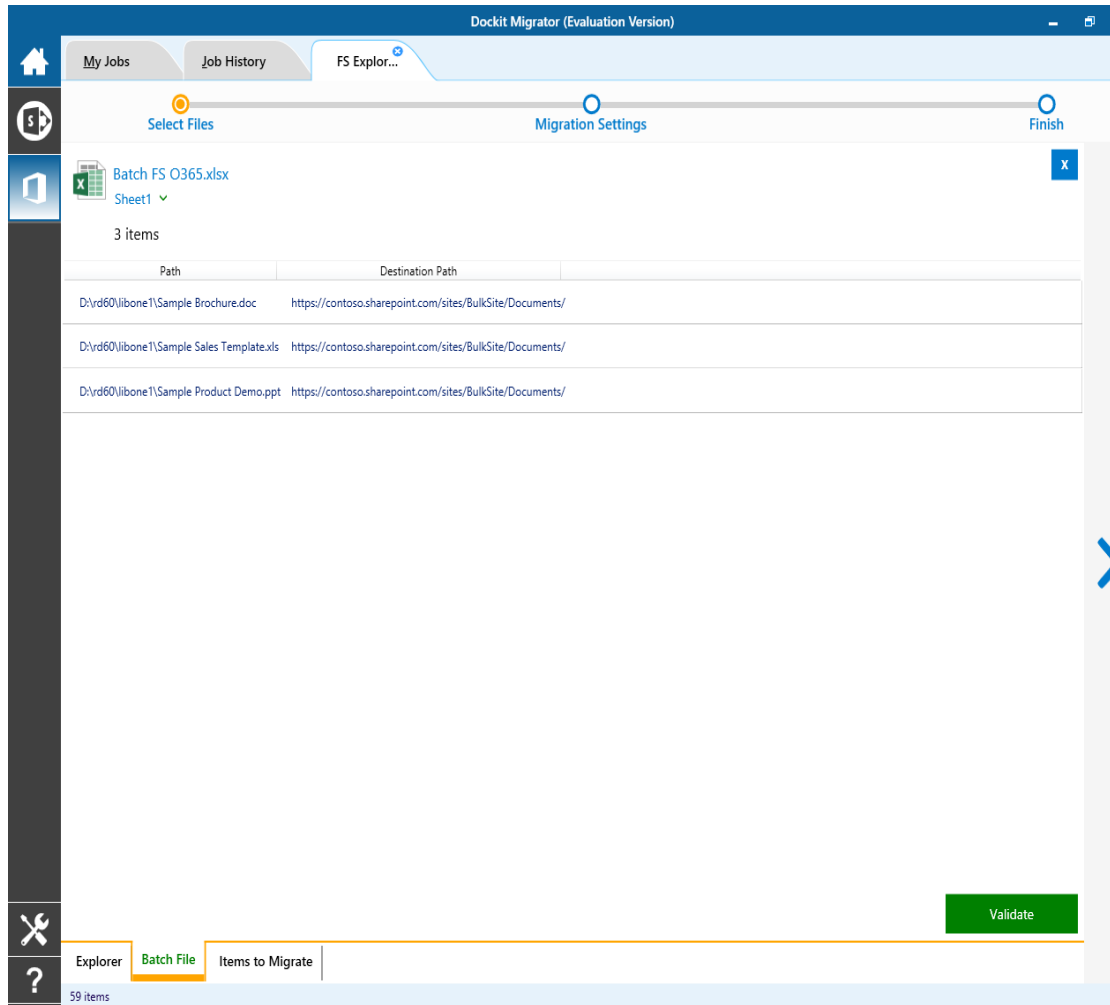 Dockit Migrator (Evaluation Version)
My Jobs Job History FS Explor...
Select Files Migration Settings Finish
Batch FS O365.xlsx
X
Sheet1
3 items
Path Destination Path
D:\rd60\libone1\Sample Brochure.doc https://contoso.sharepoint.com/sites/BulkSite/Documents/
D:\rd60\libone1\Sample Sales Template.xls https://contoso.sharepoint.com/sites/BulkSite/Documents/
D:\rd60\libone1\Sample Product Demo.ppt https://contoso.sharepoint.com/sites/BulkSite/Documents/
Validate
Explorer Batch File Items to Migrate
59 items